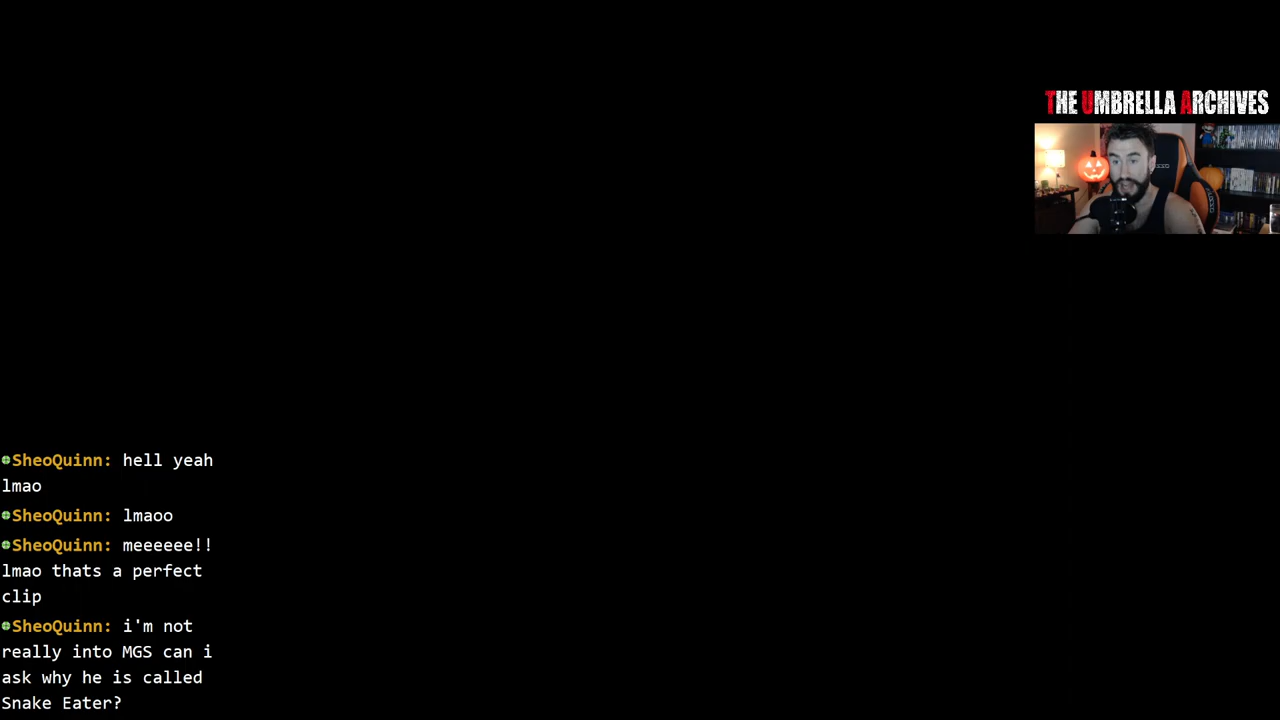 THE UMBRELLA ARCHIVES
SheoQuinn: hell yeah
lmao
SheoQuinn: lmaoo
SheoQuinn: meeeeee!!
lmao thats a perfect
clip
SheoQuinn: i'm not
really into MGS can i
ask why he is called
Snake Eater?